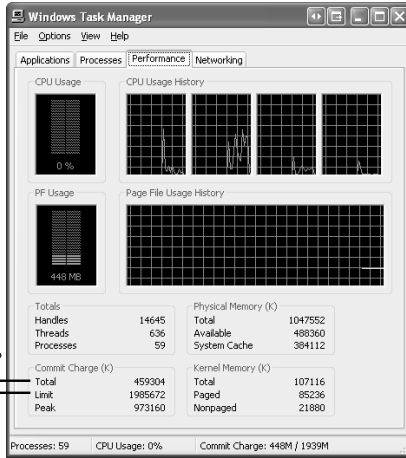 Windows Task Manager
File Options View Help
Applications Processes Performance Networking
CPU Usage
CPU Usage History
0 %
PF Usage
Page File Usage History
448 MB
Totals
Handles 14645
Threads 636
Processes 59
Physical Memory (K)
Total 1047552
Available 488360
System Cache 384112
Commit Charge (K)
Total 459304
Limit 1985672
Peak 973160
Kernel Memory (K)
Total 107116
Paged 85236
Nonpaged 21880
Processes: 59 CPU Usage: 0% Commit Charge: 448M / 1939M